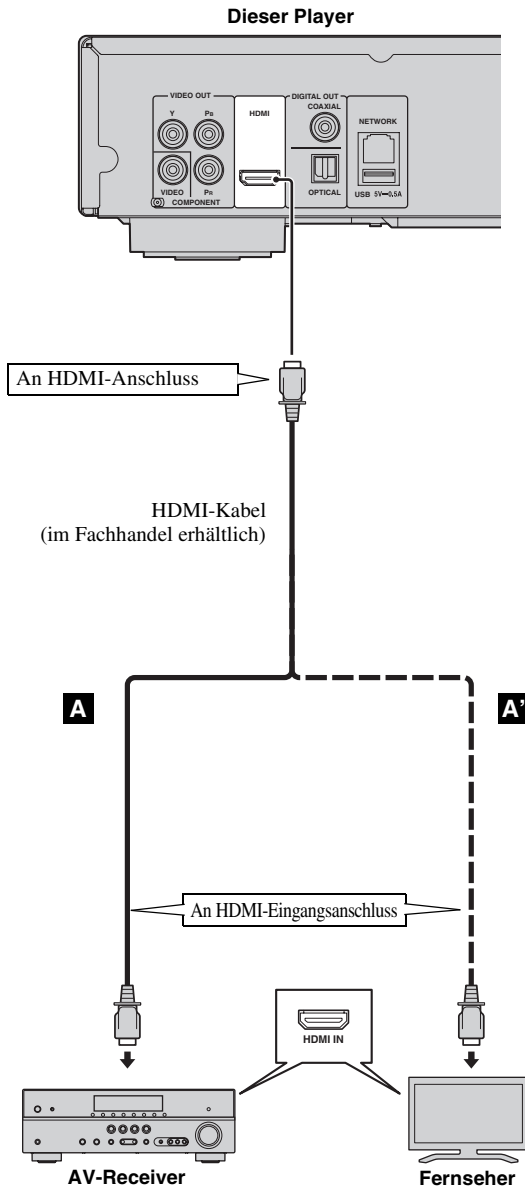 Dieser Player
VIDEO OUT
Y
PB
VIDEO
PR
COMPONENT
HDMI
DIGITAL OUT
COAXIAL
OPTICAL
NETWORK
USB 5V⎓0,5A
An HDMI-Anschluss
HDMI-Kabel
(im Fachhandel erhältlich)
A
A’
An HDMI-Eingangsanschluss
HDMI IN
AV-Receiver
Fernseher